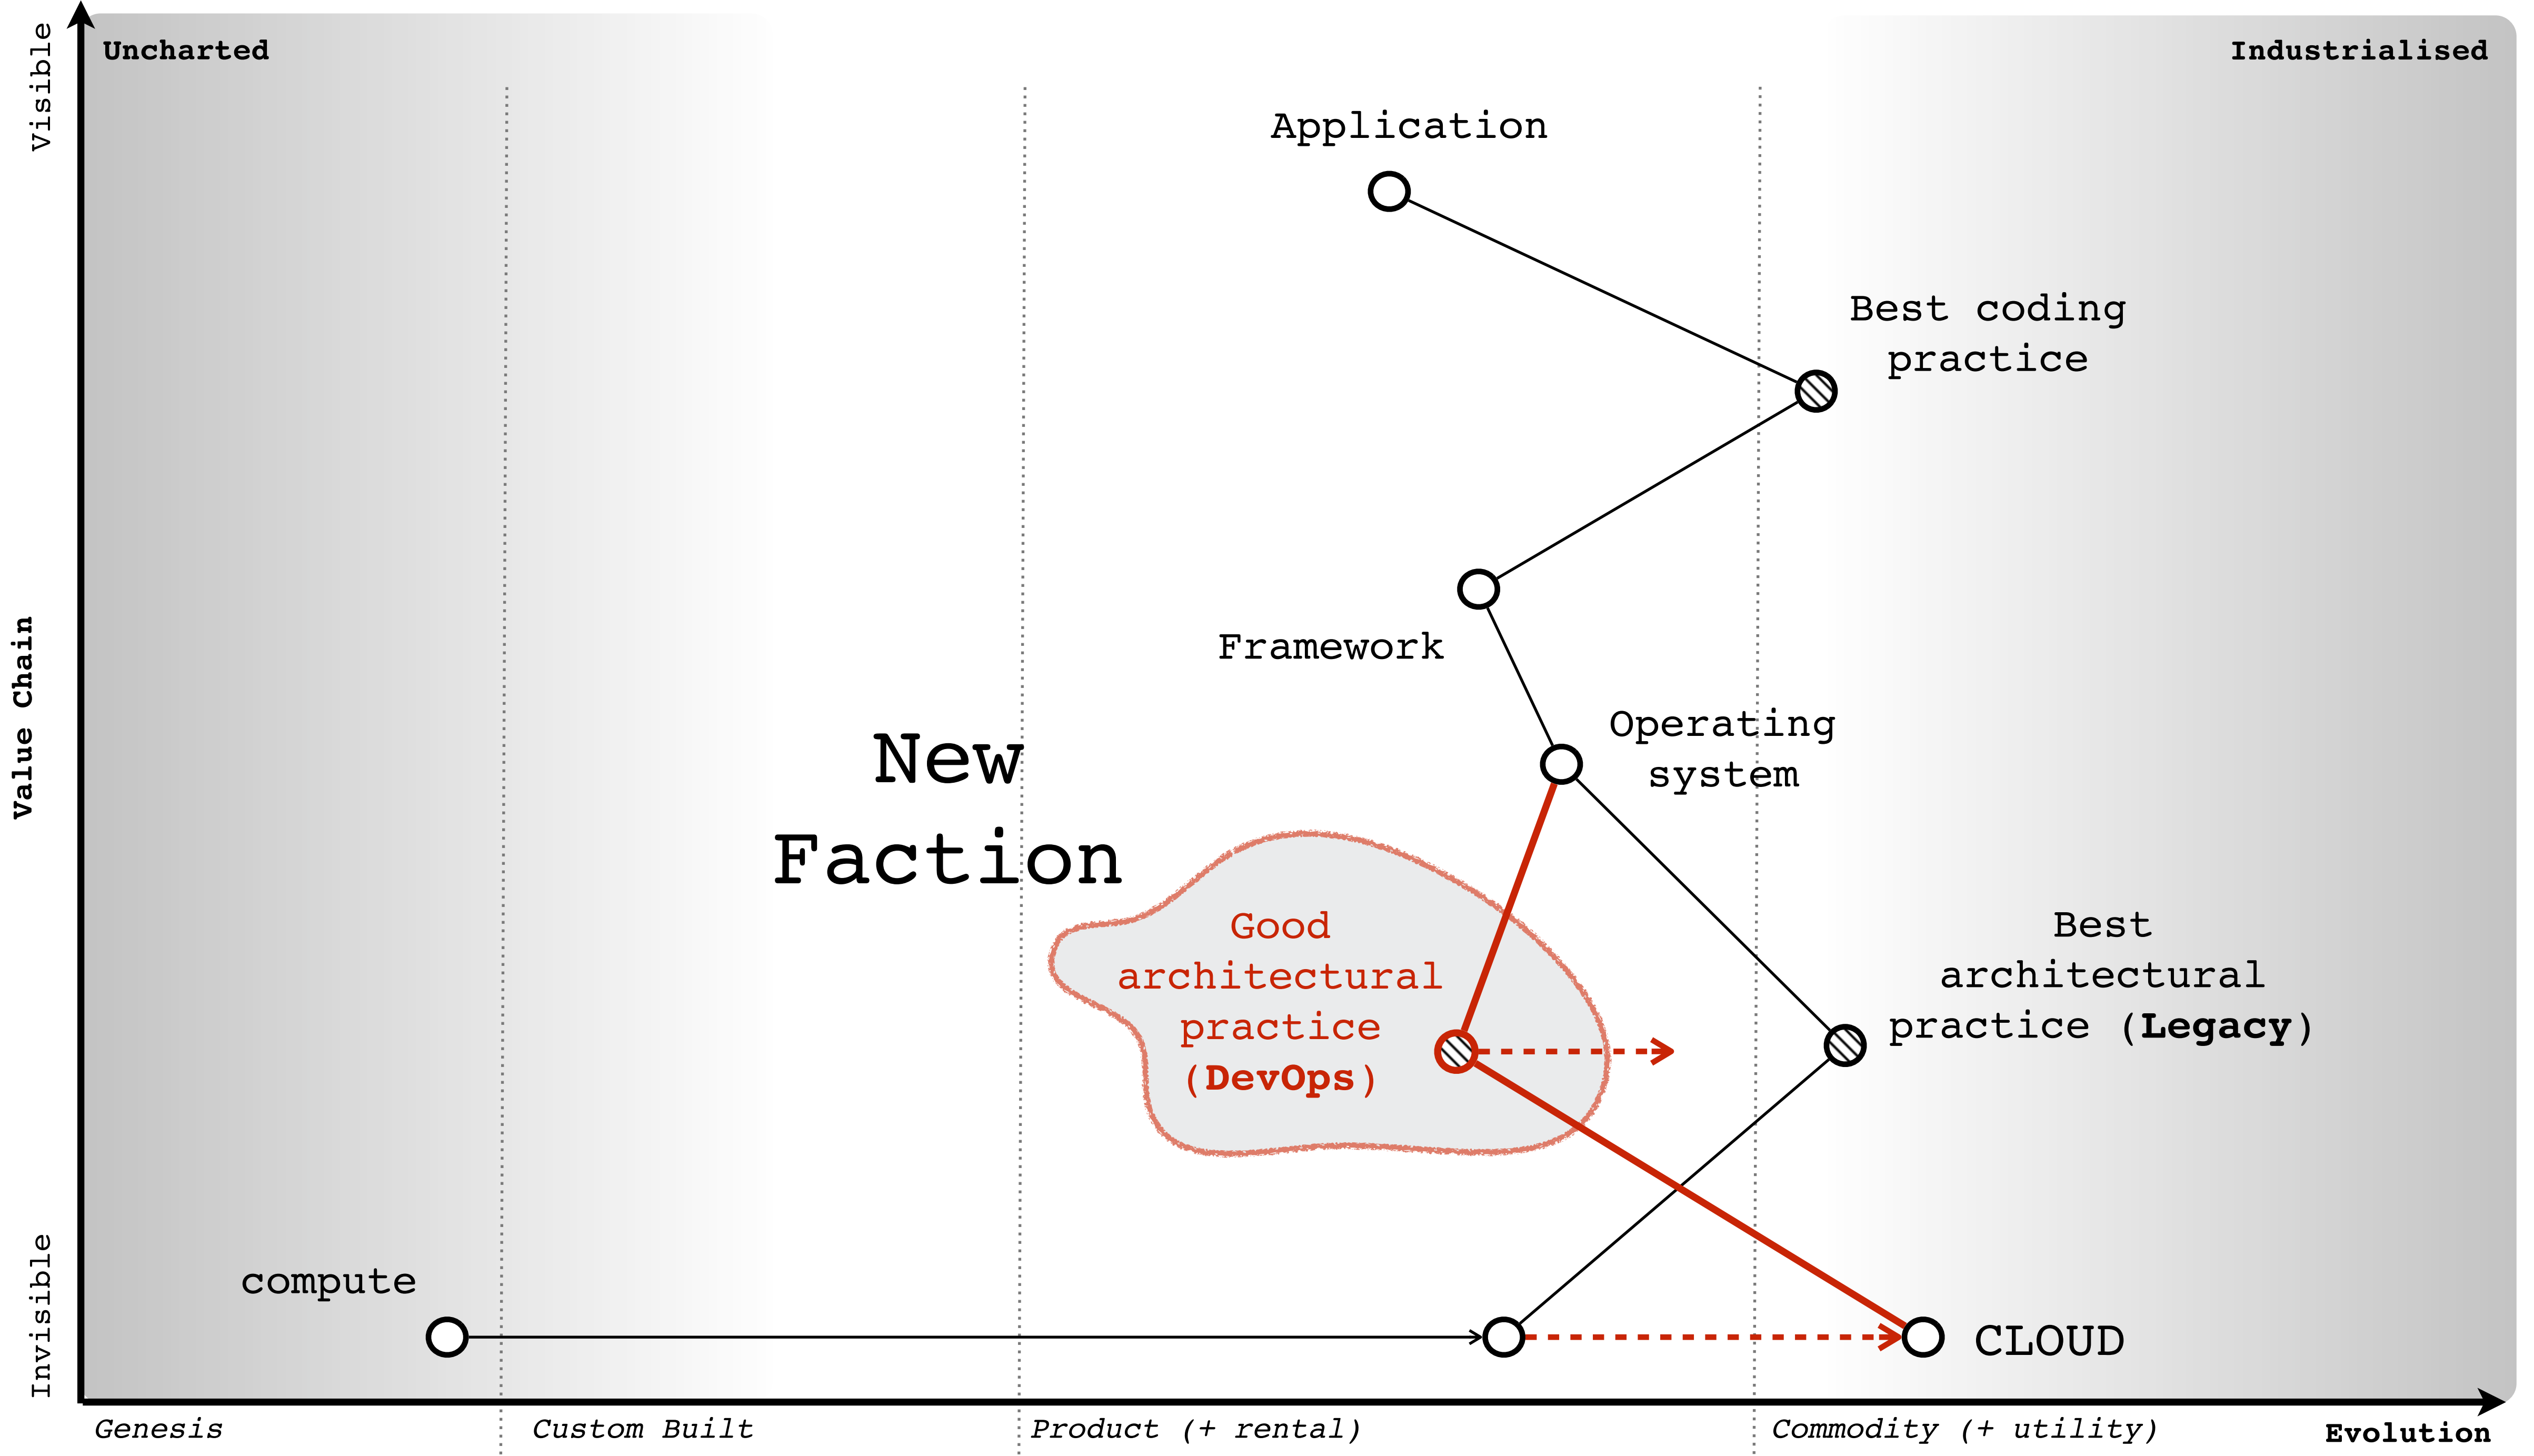 Uncharted
Industrialised
Visible
Application
Best coding
practice
Framework
Value Chain
Operating
system
New
Faction
Good
architectural
practice
(DevOps)
Best
architectural
practice (Legacy)
Invisible
compute
CLOUD
Genesis
Custom Built
Product (+ rental)
Commodity (+ utility)
Evolution